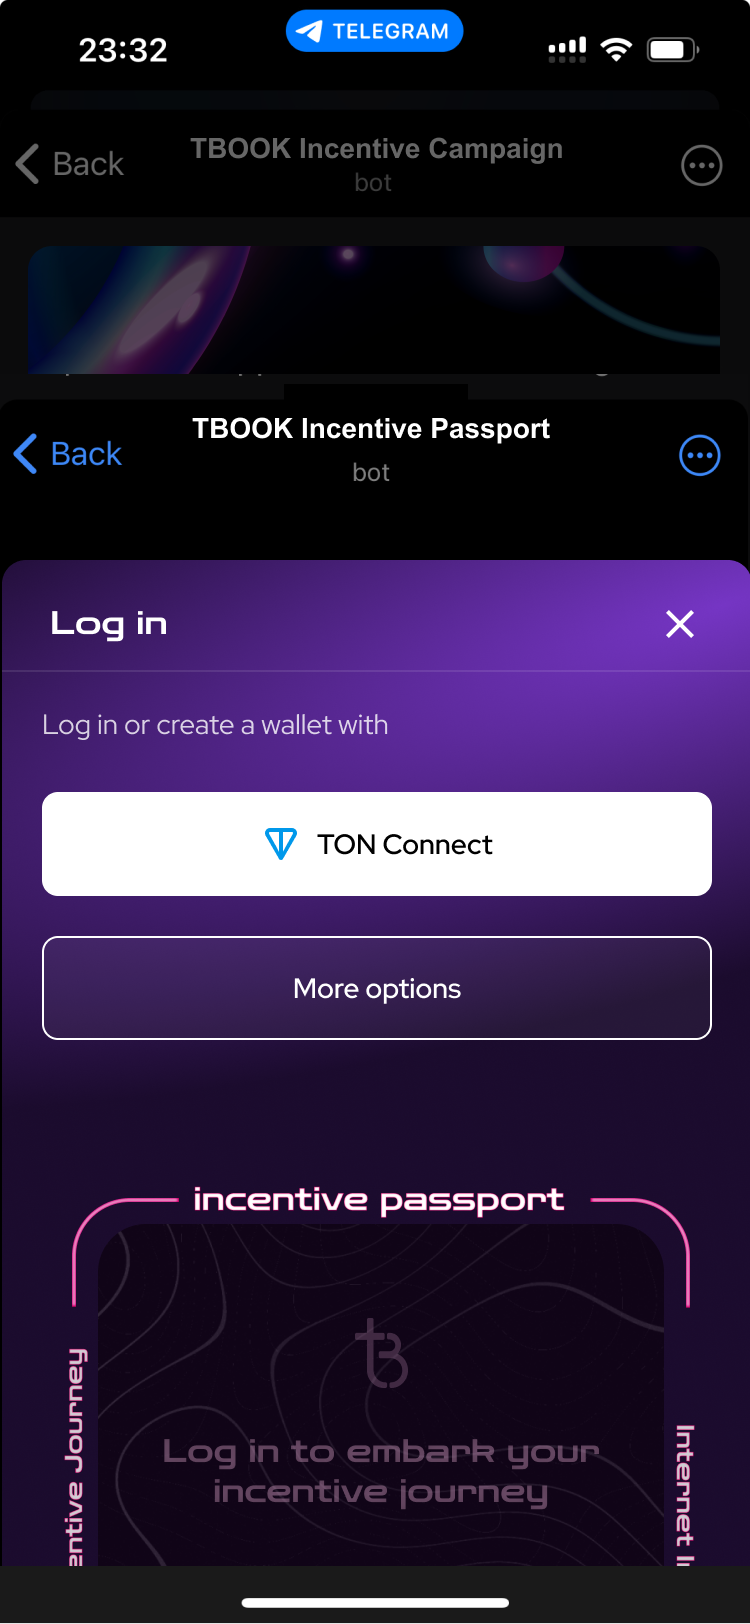 23:32
TELEGRAM
Back
TBOOK Incentive Campaign
bot
Back
TBOOK Incentive Passport
bot
Log in
Log in or create a wallet with
TON Connect
More options
incentive passport
Log in to embark your
incentive journey
entive Journey
Internet I